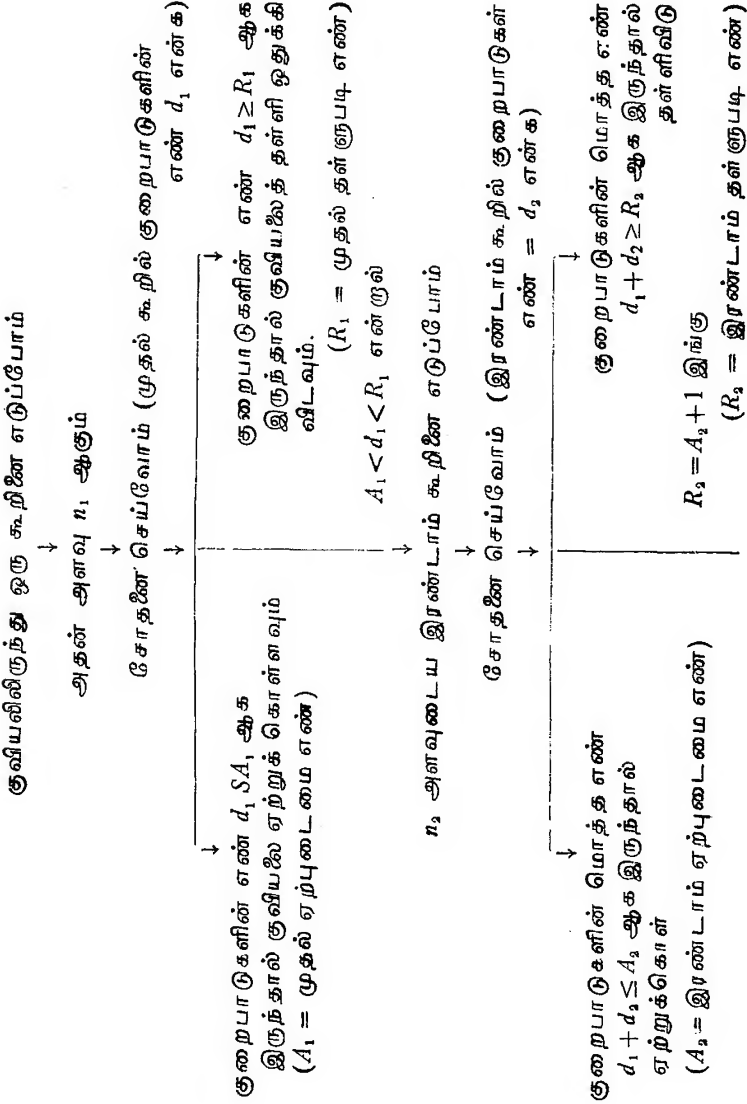 குவியலிலிருந்து ஒரு கூறினை எடுப்போம்
↓
அதன் அளவு n₁ ஆகும்
↓
சோதனை செய்வோம் (முதல் கூறில் குறைபாடுகளின்
எண் d₁ என்க)
↓
குறைபாடுகளின் எண் d₁ SA₁ ஆக
இருந்தால் குவியலை ஏற்றுக் கொள்ளவும்
(A₁ = முதல் ஏற்புடைமை எண்)
குறைபாடுகளின் எண் d₁ ≥ R₁ ஆக
இருந்தால் குவியலைத் தள்ளி ஒதுக்கி
விடவும்.
(R₁ = முதல் தள்ளுபடி எண்)
A₁ < d₁ < R₁ என்றால்
↓
n₂ அளவுடைய இரண்டாம் கூறினை எடுப்போம்
↓
சோதனை செய்வோம் (இரண்டாம் கூறில் குறைபாடுகள்
எண் = d₂ என்க)
↓
குறைபாடுகளின் மொத்த எண்
d₁ + d₂ ≤ A₂ ஆக இருந்தால்
ஏற்றுக்கொள்
(A₂ = இரண்டாம் ஏற்புடைமை எண்)
குறைபாடுகளின் மொத்த எண்
d₁ + d₂ ≥ R₂ ஆக இருந்தால்
தள்ளிவிடு
R₂ = A₂ + 1 இங்கு
(R₂ = இரண்டாம் தள்ளுபடி எண்)